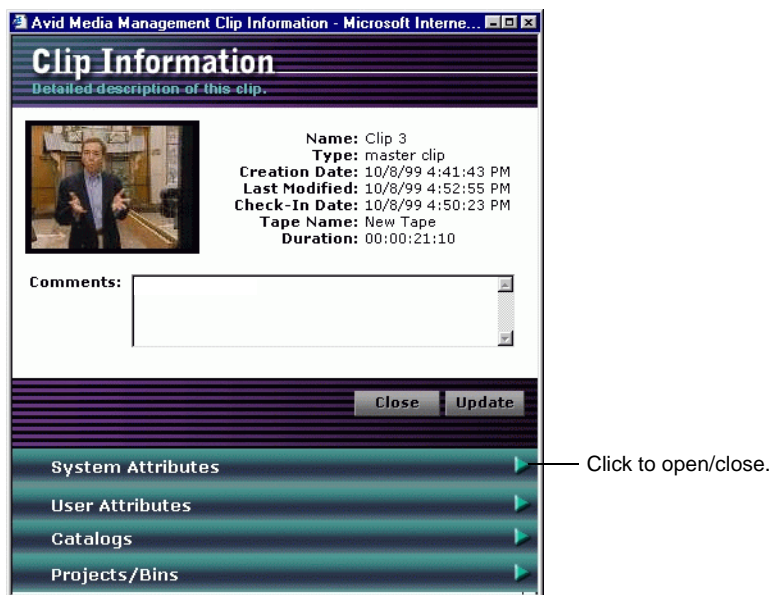 Avid Media Management Clip Information - Microsoft Interne...
Clip Information
Detailed description of this clip.
Name: Clip 3
Type: master clip
Creation Date: 10/8/99 4:41:43 PM
Last Modified: 10/8/99 4:52:55 PM
Check-In Date: 10/8/99 4:50:23 PM
Tape Name: New Tape
Duration: 00:00:21:10
Comments:
Close Update
System Attributes
Click to open/close.
User Attributes
Catalogs
Projects/Bins